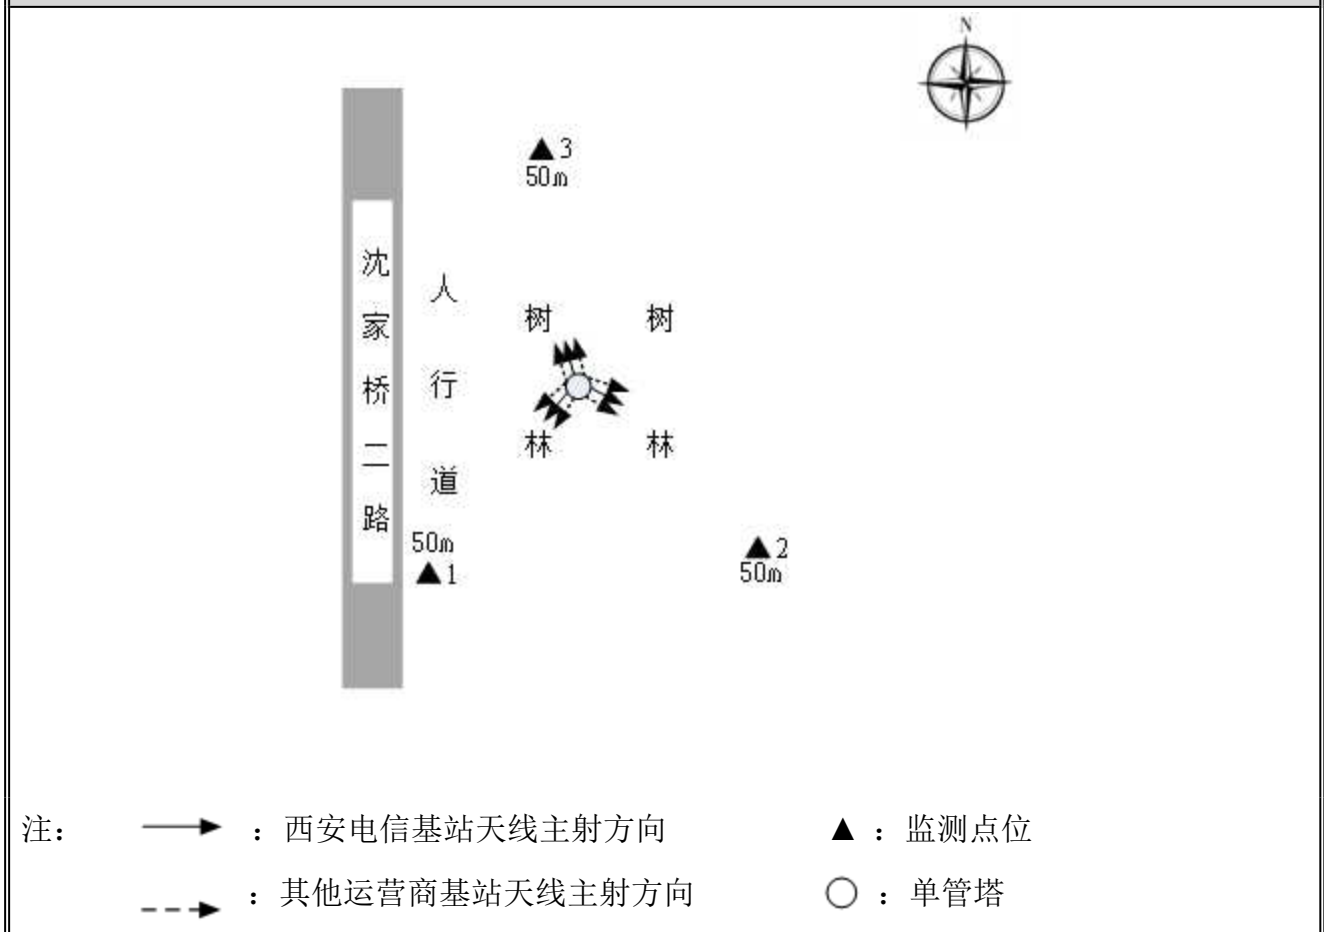 N
▲3
50m
沈家桥二路
人行道
树 树
林 林
50m
▲1
▲2
50m
注： ：西安电信基站天线主射方向 ▲：监测点位
：其他运营商基站天线主射方向 ：单管塔